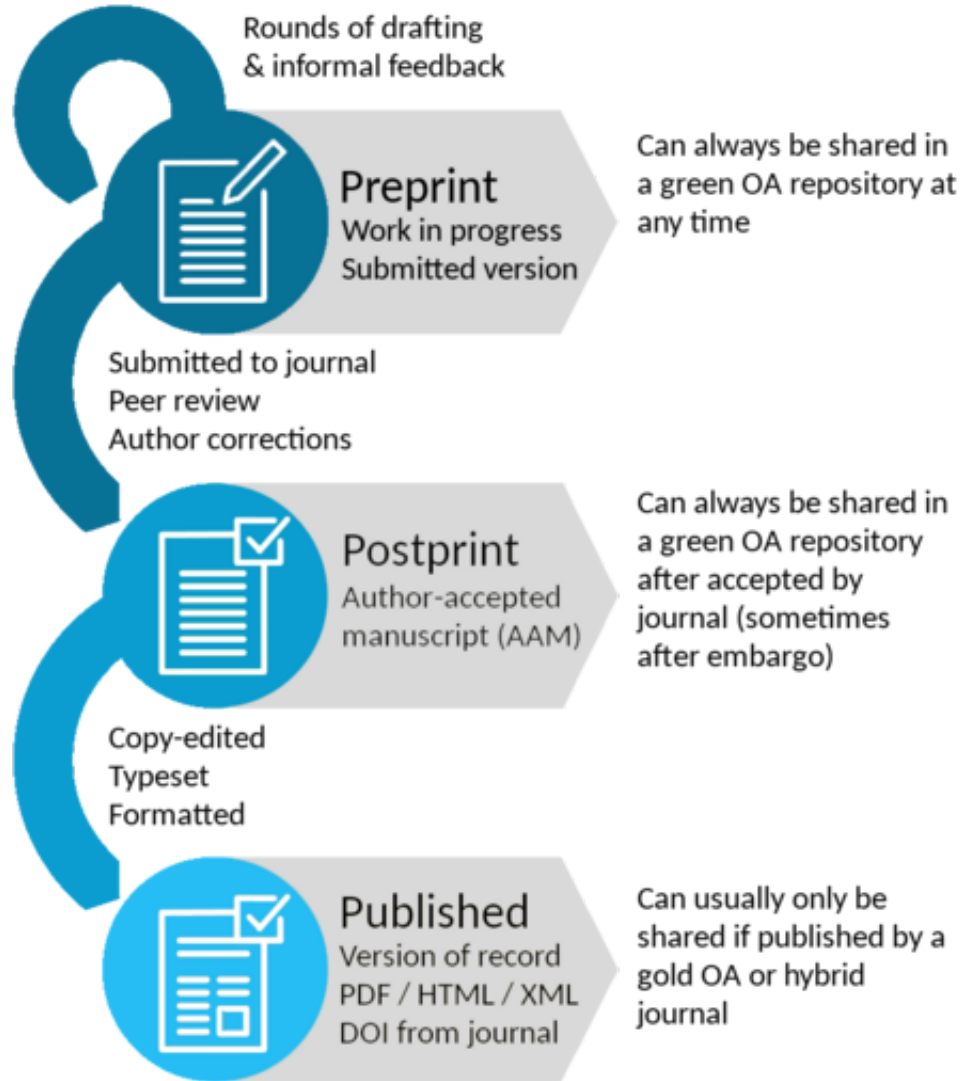 Rounds of drafting
& informal feedback
Preprint
Work in progress
Submitted version
Can always be shared in
a green OA repository at
any time
Submitted to journal
Peer review
Author corrections
Postprint
Author-accepted
manuscript (AAM)
Can always be shared in
a green OA repository
after accepted by
journal (sometimes
after embargo)
Copy-edited
Typeset
Formatted
Published
Version of record
PDF / HTML / XML
DOI from journal
Can usually only be
shared if published by a
gold OA or hybrid
journal